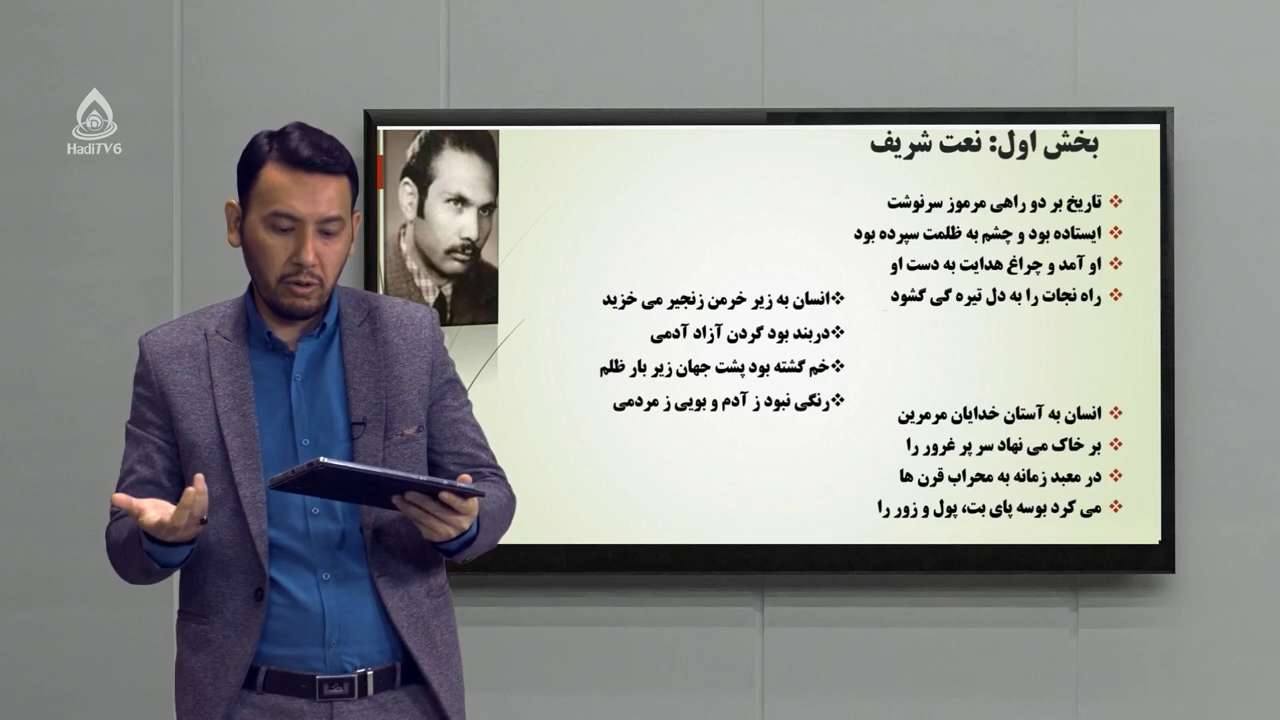 HadiTV6
بخش اول: نعت شریف
تاریخ بر دو راهی مرموز سرنوشت
ایستاده بود و چشم به ظلمت سپرده بود
او آمد و چراغ هدایت به دست او
راه نجات را به دل تیره گی گشود
انسان به زیر خرمن زنجیر می خزید
دربند بود گردن آزاد آدمی
خم گشته بود پشت جهان زیر بار ظلم
رنگی نبود ز آدم و بویی ز مردمی
انسان به آستان خدایان مرمرین
بر خاک می نهاد سر پر غرور را
در معبد زمانه به محراب قرن ها
می کرد بوسه پای بت، پول و زور را